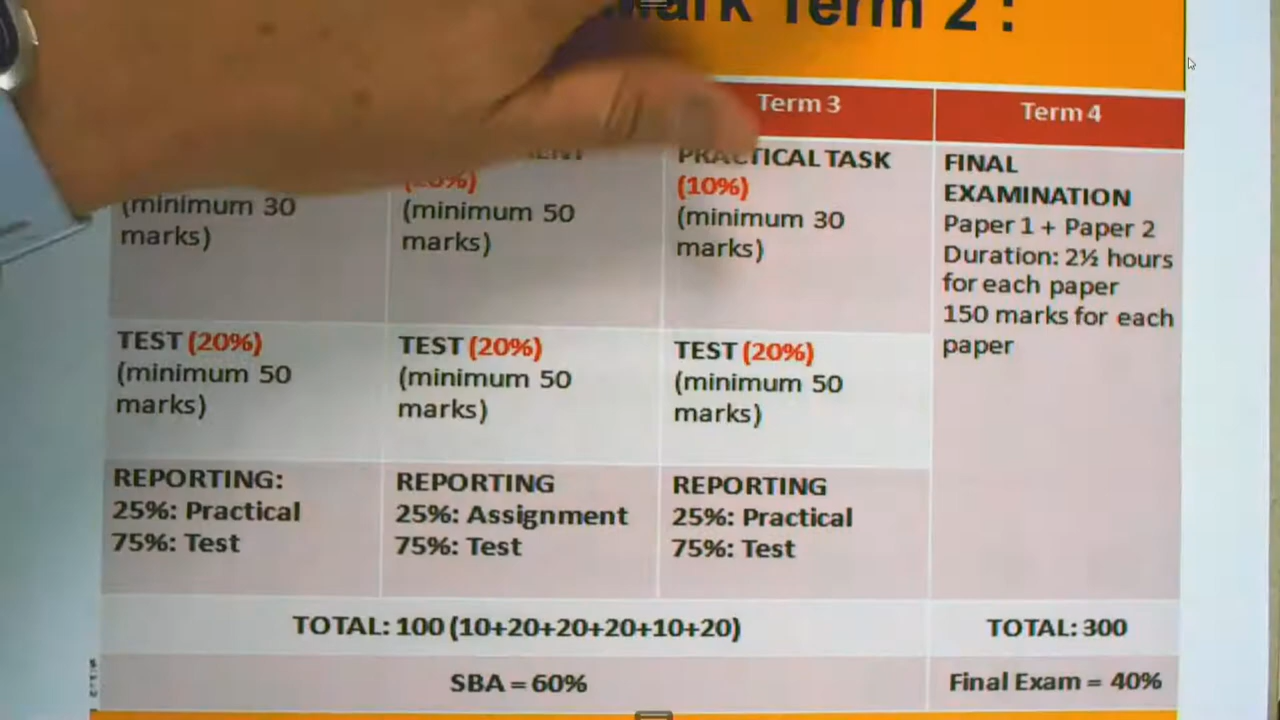 Term 2 :
Term 3
Term 4
(minimum 30
marks)
(minimum 50
marks)
PRACTICAL TASK
(10%)
(minimum 30
marks)
FINAL
EXAMINATION
Paper 1 + Paper 2
Duration: 2½ hours
for each paper
150 marks for each
paper
TEST (20%)
(minimum 50
marks)
TEST (20%)
(minimum 50
marks)
TEST (20%)
(minimum 50
marks)
REPORTING:
25%: Practical
75%: Test
REPORTING
25%: Assignment
75%: Test
REPORTING
25%: Practical
75%: Test
TOTAL: 100 (10+20+20+20+10+20)
TOTAL: 300
SBA = 60%
Final Exam = 40%